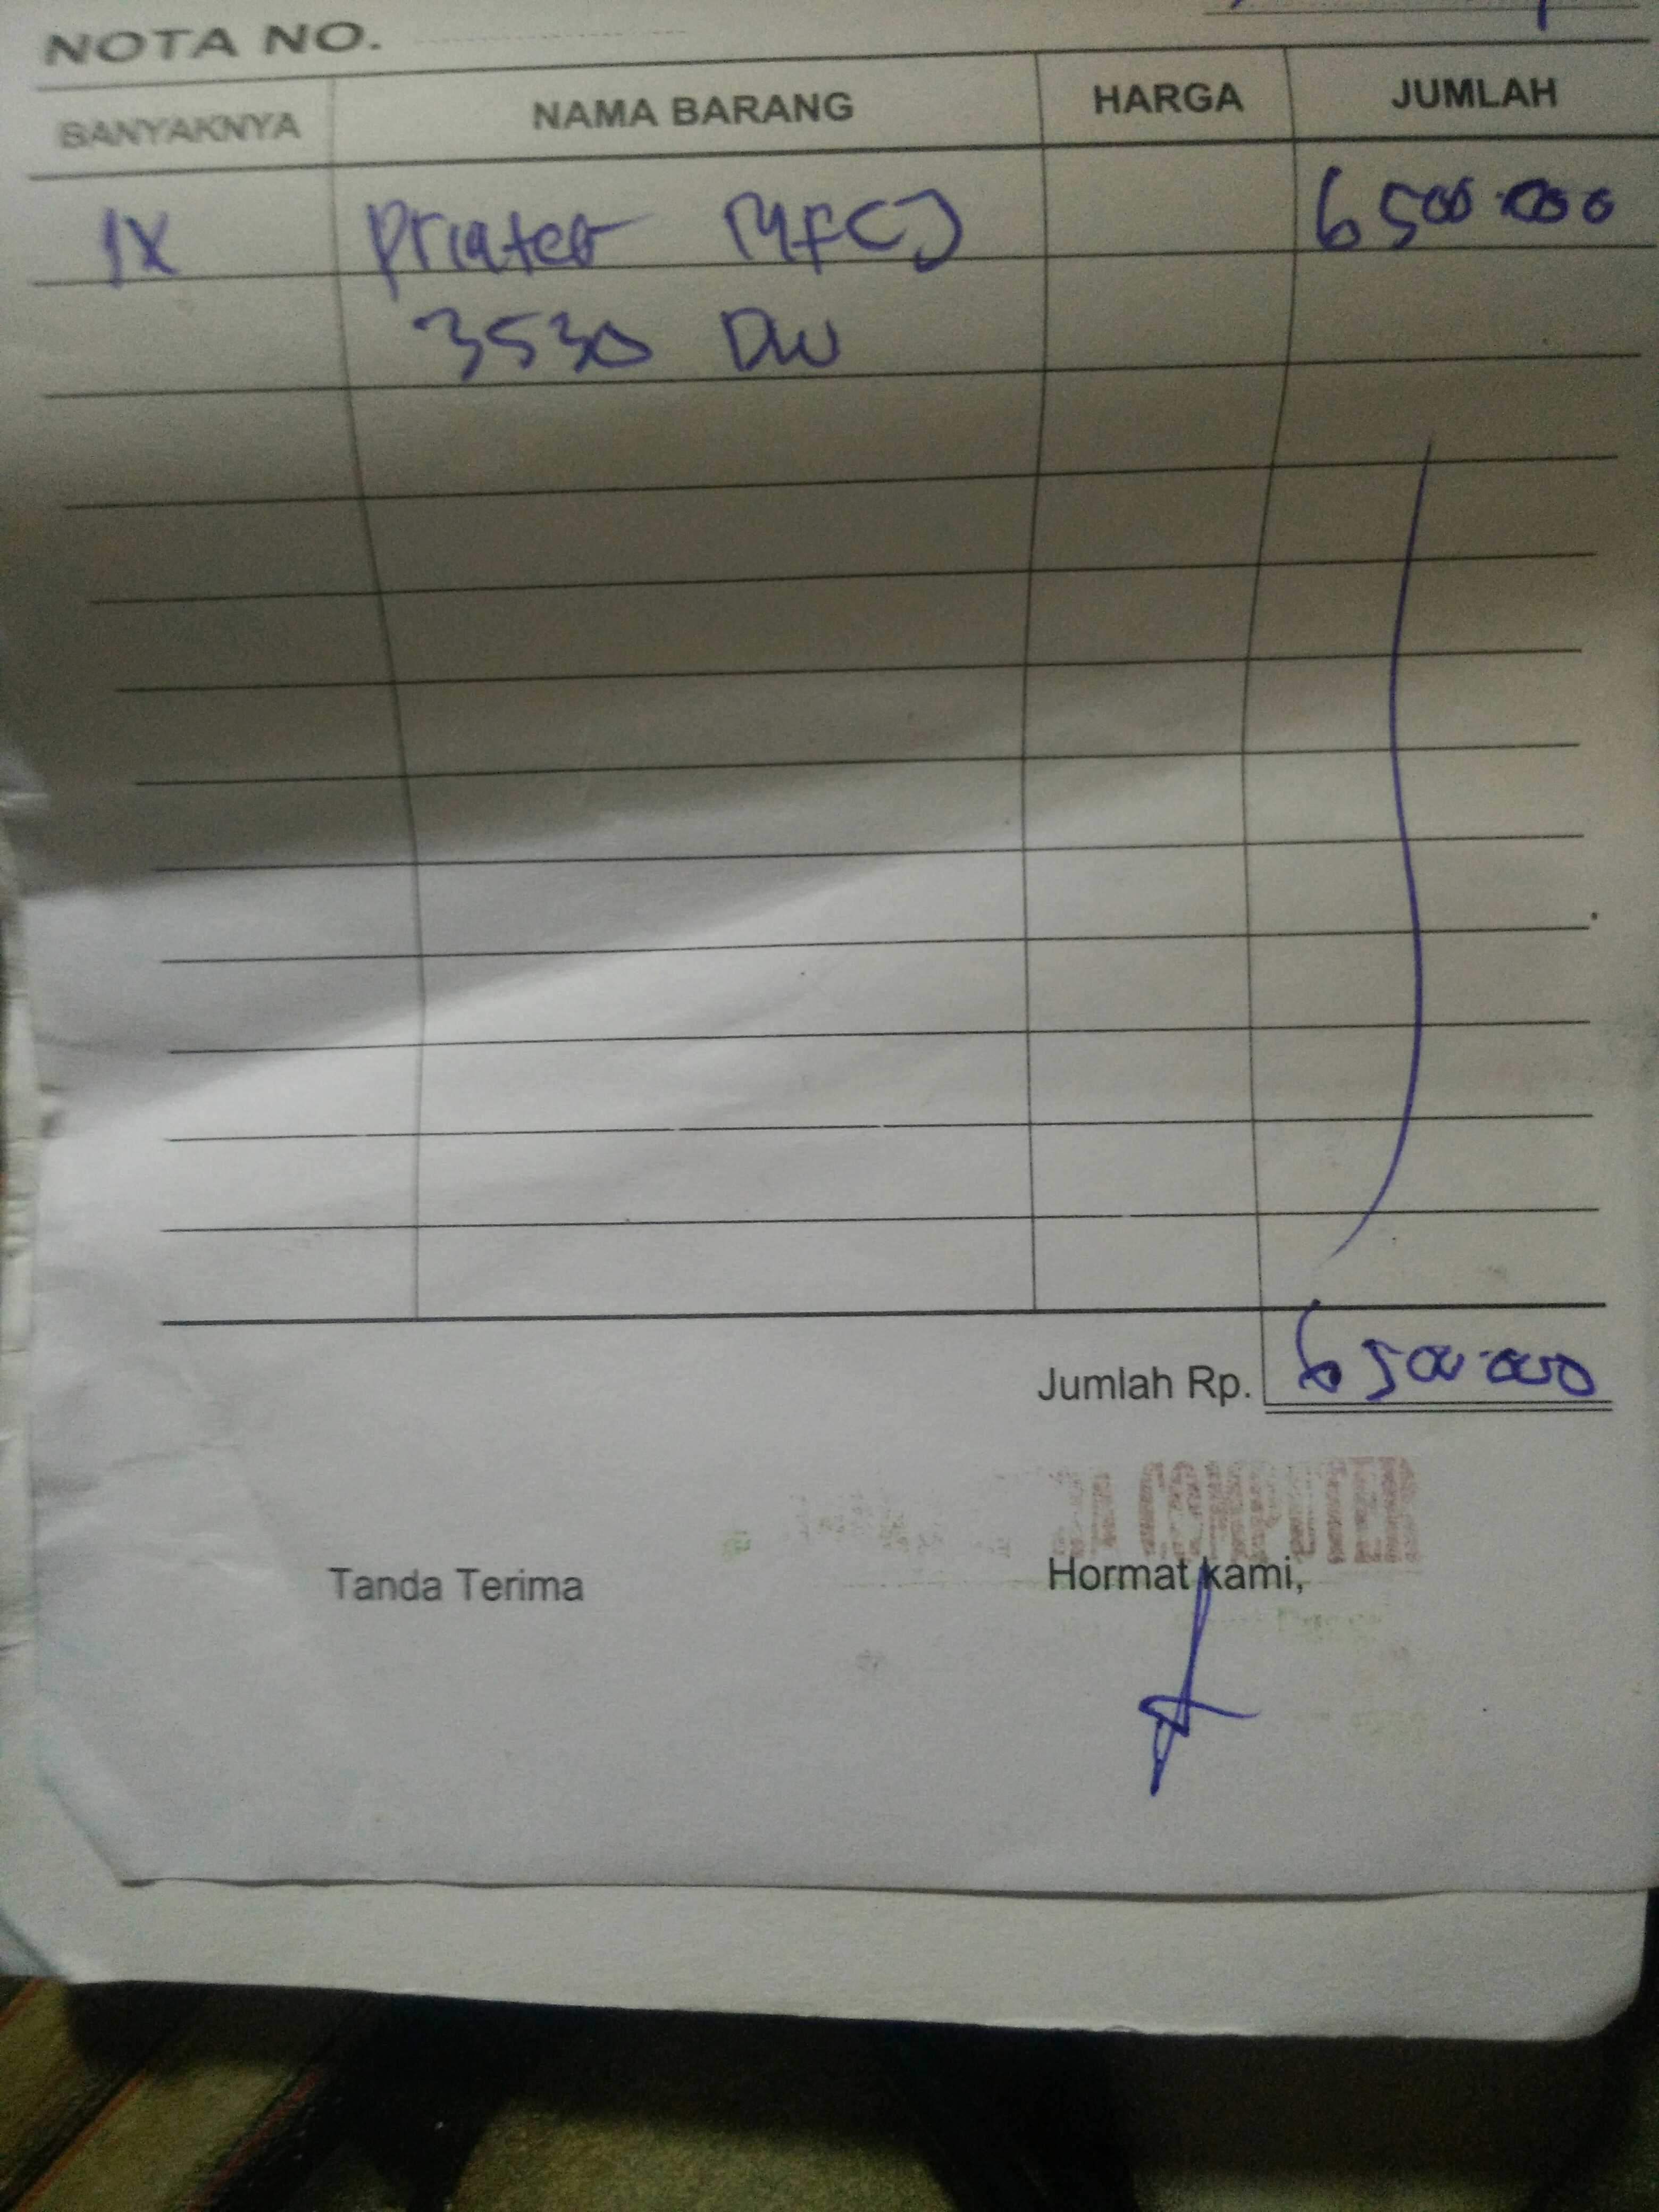 NOTA NO.
BANYAKNYA NAMA BARANG HARGA JUMLAH
1X Printer MFCJ 6500.000
3530 DW
Jumlah Rp. 6500.000
COMPUTER
Tanda Terima Hormat kami,